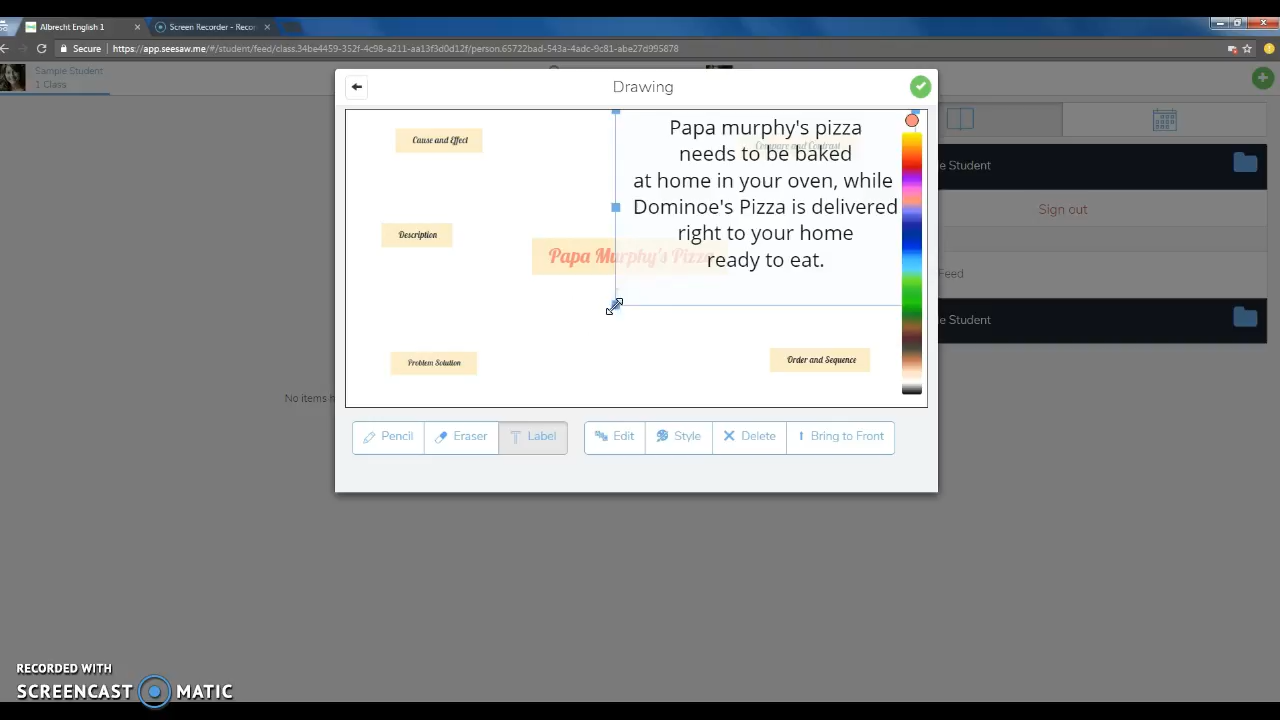 Albrecht English 1
Screen Recorder - Reco
Secure
https://app.seesaw.me/#/student/feed/class.34be4459-352f-4c98-a211-aa13f3d0d12f/person.65722bad-543a-4adc-9c81-abe27d995878
Sample Student
1 Class
Drawing
Cause and Effect
Compare and Contrast
Papa murphy's pizza
needs to be baked
at home in your oven, while
Dominoe's Pizza is delivered
right to your home
ready to eat.
Description
Papa Murphy's Pizza
Problem Solution
Order and Sequence
e Student
Sign out
Feed
e Student
No items h
Pencil
Eraser
Label
Edit
Style
Delete
Bring to Front
RECORDED WITH
SCREENCAST MATIC